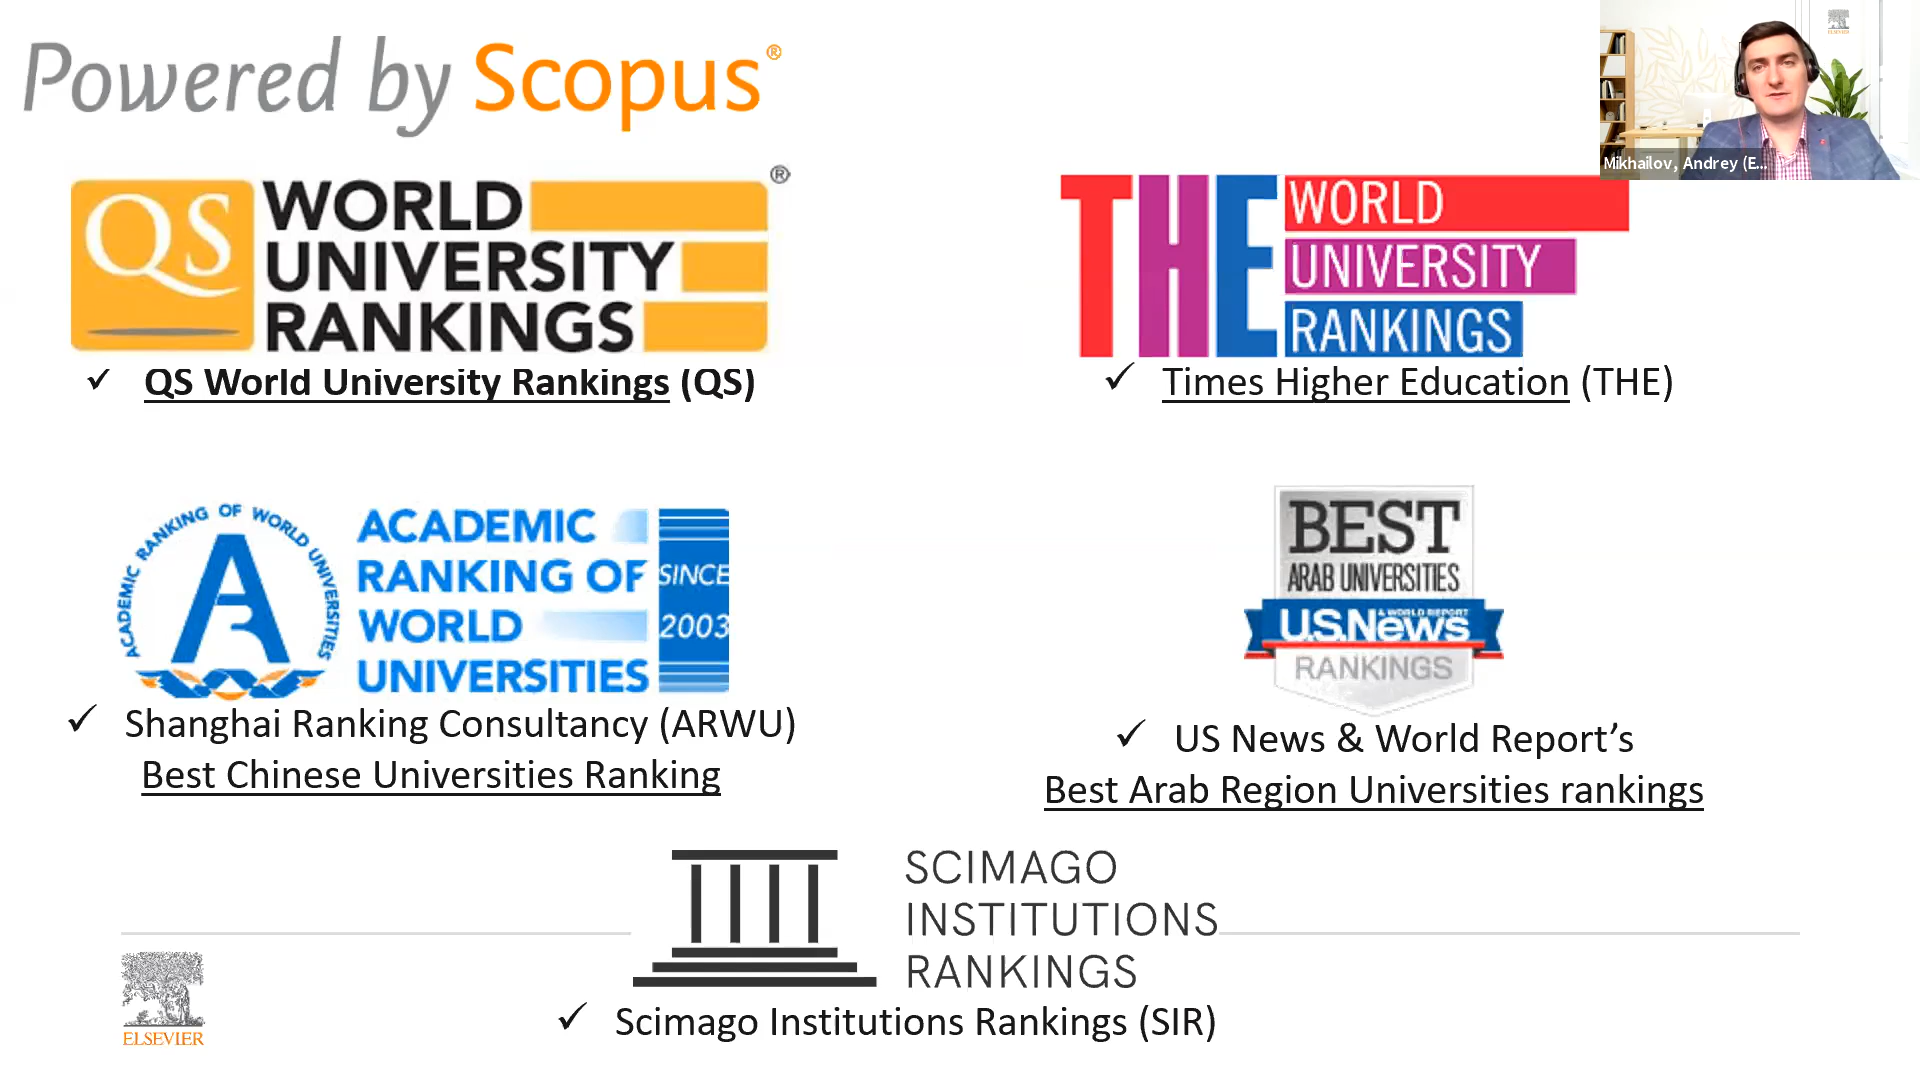 Powered by Scopus®
QS WORLD UNIVERSITY RANKINGS ®
✓ QS World University Rankings (QS)
THE WORLD UNIVERSITY RANKINGS
✓ Times Higher Education (THE)
Mikhailov, Andrey (E...
ELSEVIER
ACADEMIC RANKING OF WORLD UNIVERSITIES
ACADEMIC
RANKING OF
WORLD
UNIVERSITIES
SINCE
2003
✓ Shanghai Ranking Consultancy (ARWU)
Best Chinese Universities Ranking
BEST
ARAB UNIVERSITIES
U.S.News & WORLD REPORT
RANKINGS
✓ US News & World Report’s
Best Arab Region Universities rankings
SCIMAGO
INSTITUTIONS
RANKINGS
✓ Scimago Institutions Rankings (SIR)
ELSEVIER